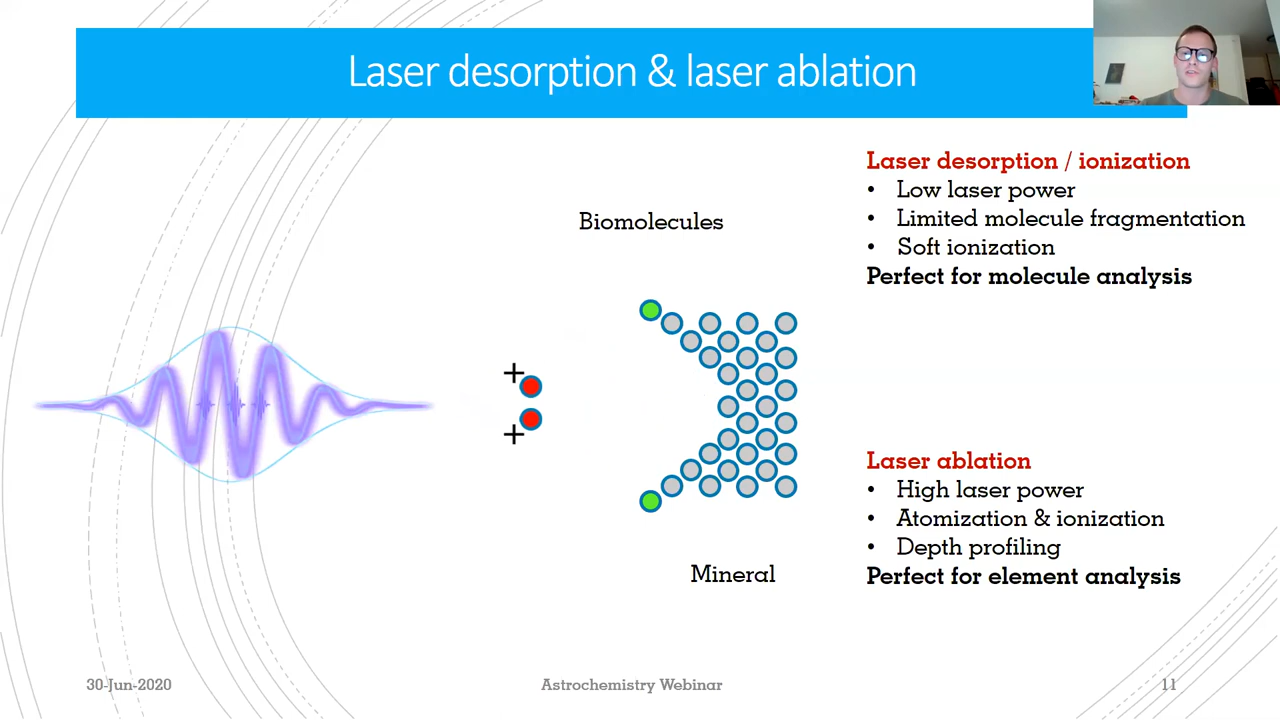 Laser desorption & laser ablation
Biomolecules
Laser desorption / ionization
• Low laser power
• Limited molecule fragmentation
• Soft ionization
Perfect for molecule analysis
+
+
Mineral
Laser ablation
• High laser power
• Atomization & ionization
• Depth profiling
Perfect for element analysis
30-Jun-2020
Astrochemistry Webinar
11